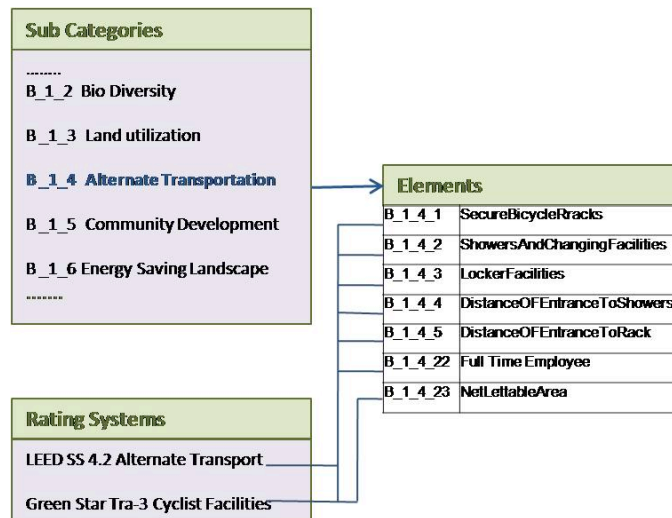 Sub Categories
........
B_1_2 Bio Diversity
B_1_3 Land utilization
B_1_4 Alternate Transportation
B_1_5 Community Development
B_1_6 Energy Saving Landscape
.......
Elements
B_1_4_1 SecureBicycleRracks
B_1_4_2 ShowersAndChangingFacilities
B_1_4_3 LockerFacilities
B_1_4_4 DistanceOFEntranceToShowers
B_1_4_5 DistanceOFEntranceToRack
B_1_4_22 Full Time Employee
B_1_4_23 NetLettableArea
Rating Systems
LEED SS 4.2 Alternate Transport
Green Star Tra-3 Cyclist Facilities